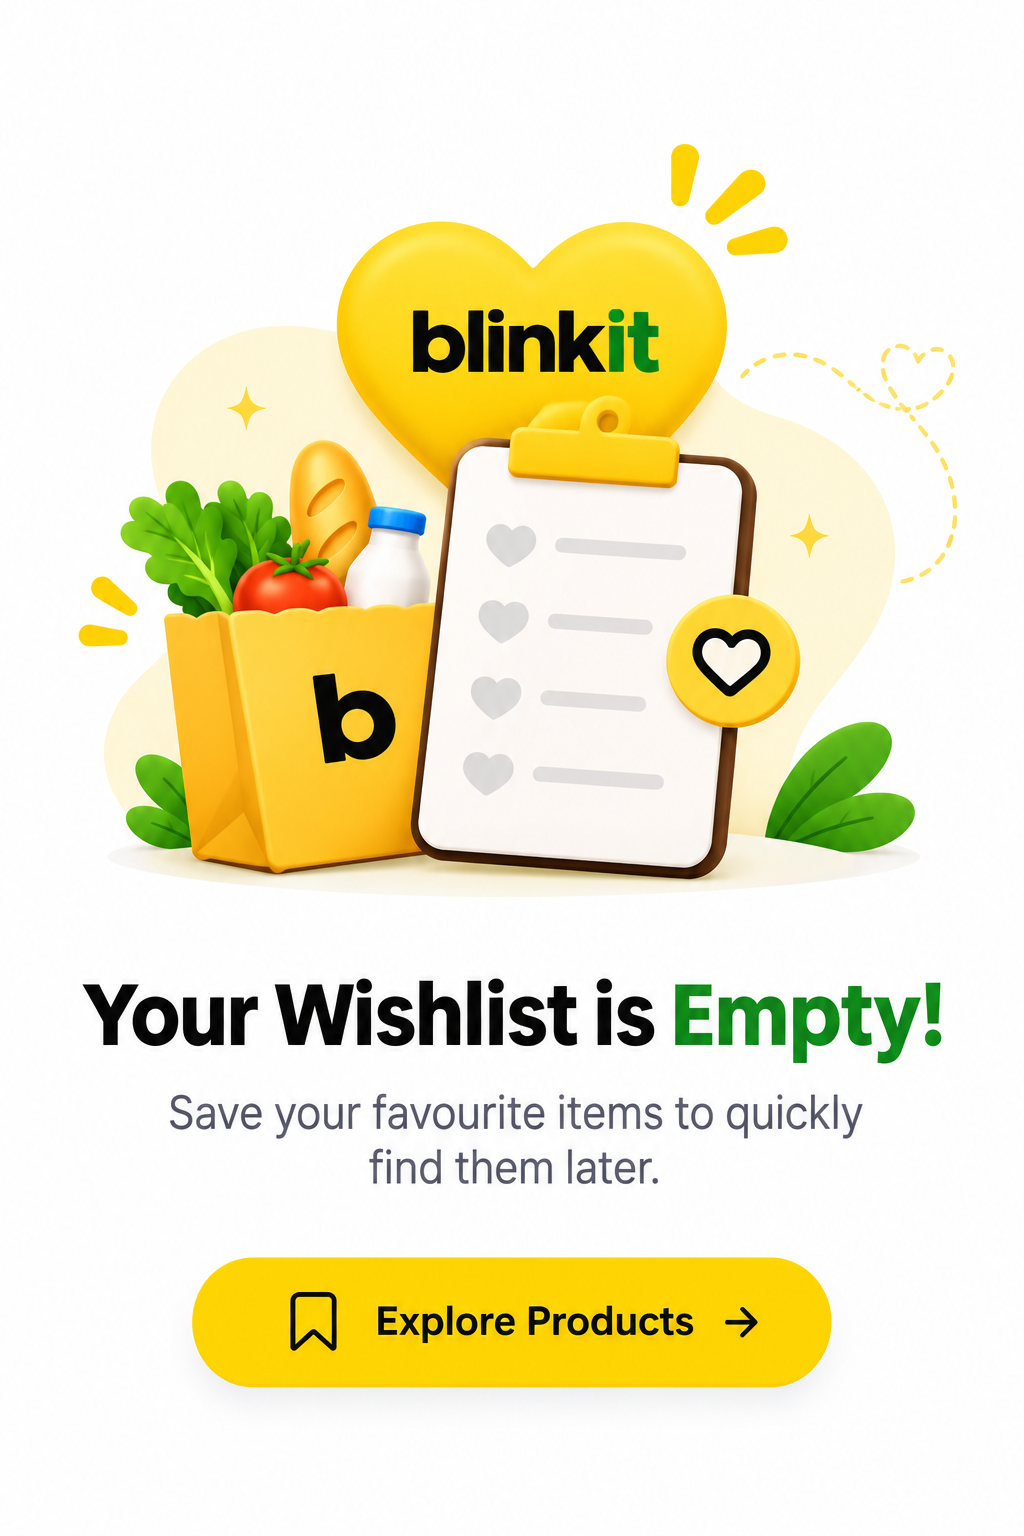 blinkit
b
Your Wishlist is Empty!
Save your favourite items to quickly
find them later.
Explore Products →